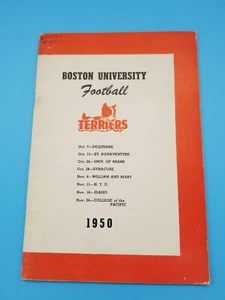 BOSTON UNIVERSITY
Football
TERRIERS
Oct. 7—DUQUESNE
Oct. 13—ST. BONAVENTURE
Oct. 20—UNIV. OF MIAMI
Oct. 28—SYRACUSE
Nov. 4—WILLIAM AND MARY
Nov. 11—N. Y. U.
Nov. 18—IDAHO
Nov. 24—COLLEGE of the
PACIFIC
1950